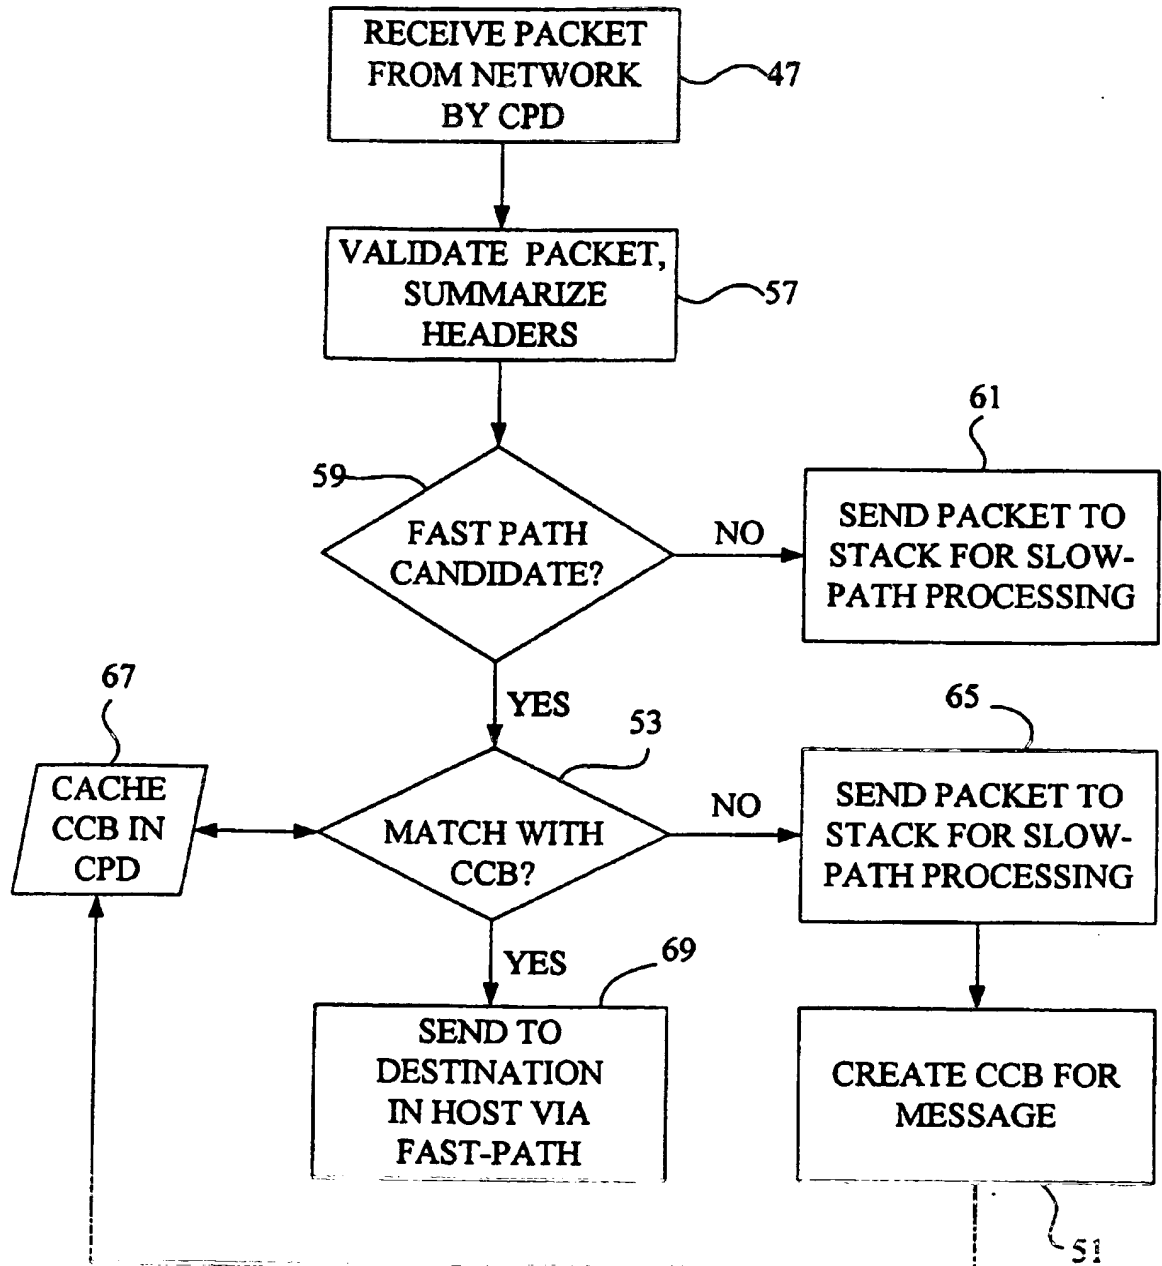 RECEIVE PACKET
FROM NETWORK
BY CPD
47
VALIDATE PACKET,
SUMMARIZE
HEADERS
57
61
59
FAST PATH
CANDIDATE?
NO
SEND PACKET TO
STACK FOR SLOW-
PATH PROCESSING
67
YES
53
65
CACHE
CCB IN
CPD
MATCH WITH
CCB?
NO
SEND PACKET TO
STACK FOR SLOW-
PATH PROCESSING
YES
69
SEND TO
DESTINATION
IN HOST VIA
FAST-PATH
CREATE CCB FOR
MESSAGE
51